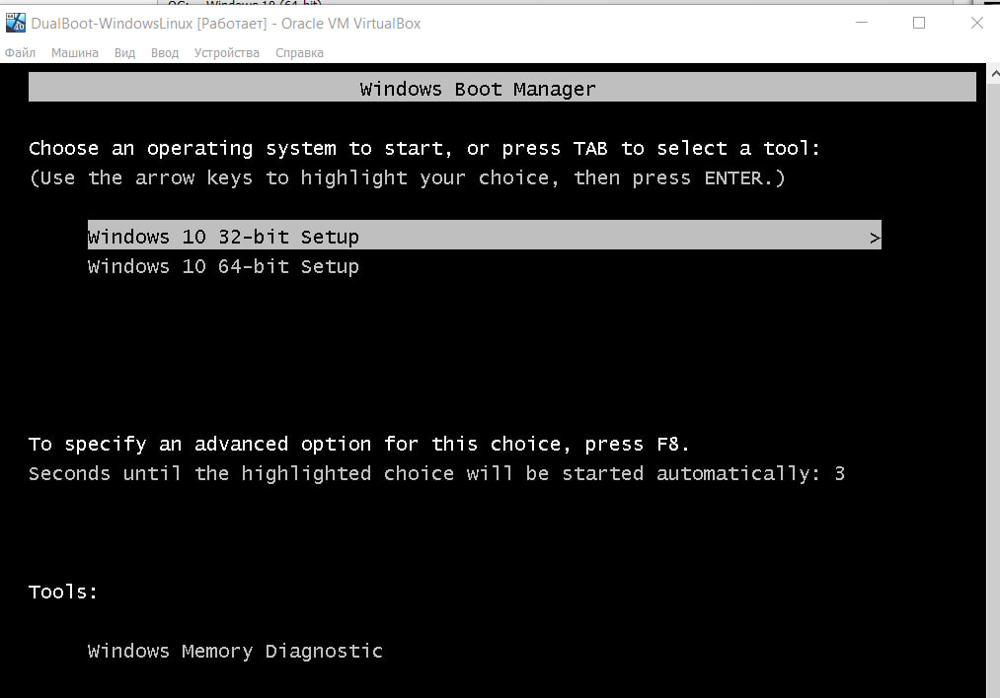 DualBoot-WindowsLinux [Работает] - Oracle VM VirtualBox
Файл Машина Вид Ввод Устройства Справка
Windows Boot Manager
Choose an operating system to start, or press TAB to select a tool:
(Use the arrow keys to highlight your choice, then press ENTER.)
Windows 10 32-bit Setup >
Windows 10 64-bit Setup
To specify an advanced option for this choice, press F8.
Seconds until the highlighted choice will be started automatically: 3
Tools:
Windows Memory Diagnostic